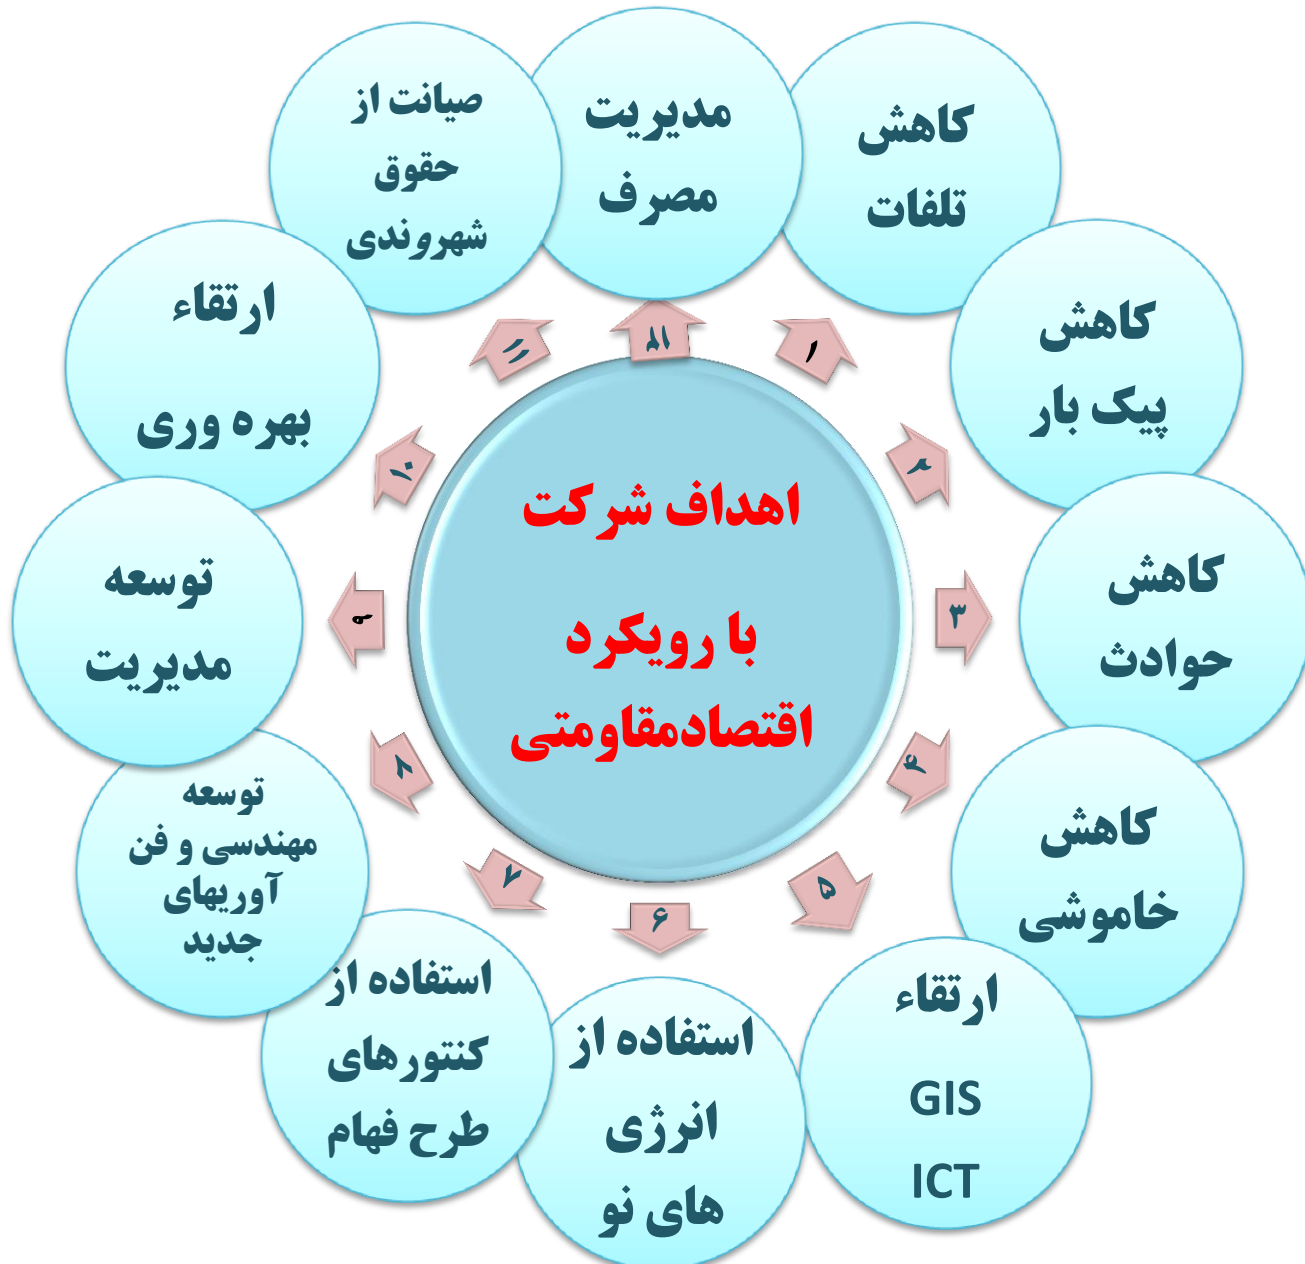 اهداف شرکت
با رویکرد
اقتصادمقاومتی
۱
کاهش
تلفات
۲
کاهش
پیک بار
۳
کاهش
حوادث
۴
کاهش
خاموشی
۵
ارتقاء
GIS
ICT
۶
استفاده از
انرژی
های نو
۷
استفاده از
کنتورهای
طرح فهام
۸
توسعه
مهندسی و فن
آوریهای
جدید
۹
توسعه
مدیریت
۱۰
ارتقاء
بهره وری
۱۱
صیانت از
حقوق
شهروندی
۱۲
مدیریت
مصرف